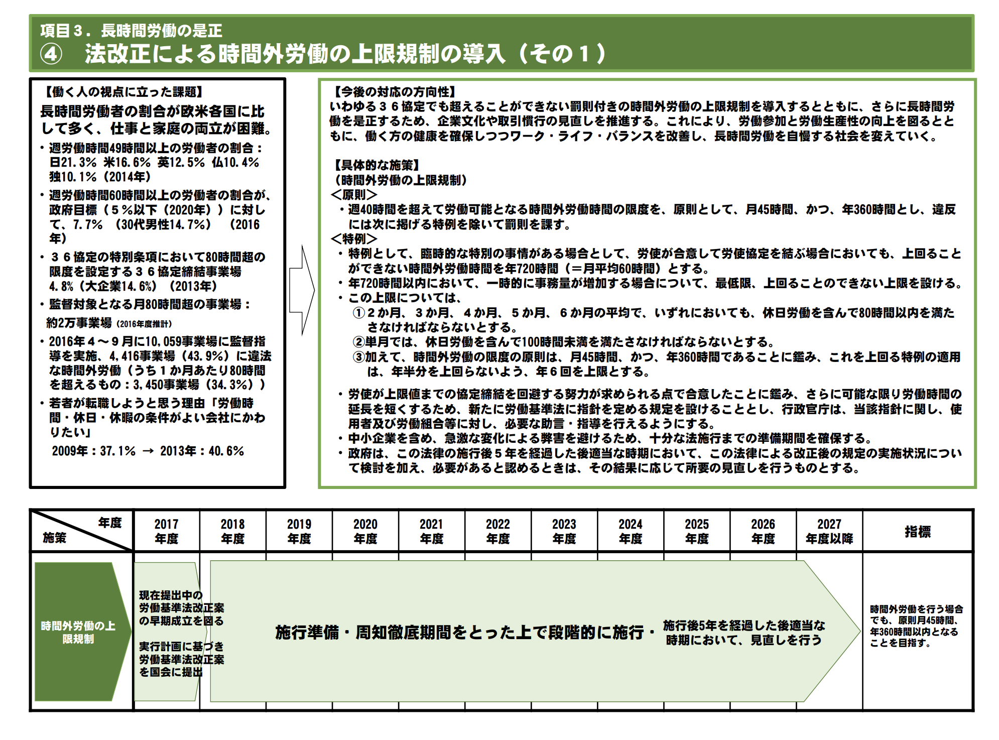 項目３．長時間労働の是正
④　法改正による時間外労働の上限規制の導入（その１）
【働く人の視点に立った課題】
長時間労働者の割合が欧米各国に比
して多く、仕事と家庭の両立が困難。
・週労働時間49時間以上の労働者の割合：
日21.3％ 米16.6％ 英12.5％ 仏10.4％
独10.1％（2014年）
・週労働時間60時間以上の労働者の割合が、
政府目標（５％以下（2020年））に対し
て、7.7％ （30代男性14.7％） （2016
年）
・３６協定の特別条項において80時間超の
限度を設定する３６協定締結事業場
4.8%（大企業14.6%）（2013年）
・監督対象となる月80時間超の事業場：
約2万事業場（2016年度推計）
・2016年４～９月に10,059事業場に監督指
導を実施、4,416事業場（43.9％）に違法
な時間外労働（うち１か月あたり80時間
を超えるもの：3,450事業場（34.3％））
・若者が転職しようと思う理由「労働時
間・休日・休暇の条件がよい会社にかわ
りたい」
2009年：37.1％ → 2013年：40.6％
【今後の対応の方向性】
いわゆる３６協定でも超えることができない罰則付きの時間外労働の上限規制を導入するとともに、さらに長時間労
働を是正するため、企業文化や取引慣行の見直しを推進する。これにより、労働参加と労働生産性の向上を図るとと
もに、働く方の健康を確保しつつワーク・ライフ・バランスを改善し、長時間労働を自慢する社会を変えていく。
【具体的な施策】
（時間外労働の上限規制）
＜原則＞
・週40時間を超えて労働可能となる時間外労働時間の限度を、原則として、月45時間、かつ、年360時間とし、違反
には次に掲げる特例を除いて罰則を課す。
＜特例＞
・特例として、臨時的な特別の事情がある場合として、労使が合意して労使協定を結ぶ場合においても、上回ること
ができない時間外労働時間を年720時間（＝月平均60時間）とする。
・年720時間以内において、一時的に事務量が増加する場合について、最低限、上回ることのできない上限を設ける。
・この上限については、
①２か月、３か月、４か月、５か月、６か月の平均で、いずれにおいても、休日労働を含んで80時間以内を満た
さなければならないとする。
②単月では、休日労働を含んで100時間未満を満たさなければならないとする。
③加えて、時間外労働の限度の原則は、月45時間、かつ、年360時間であることに鑑み、これを上回る特例の適用
は、年半分を上回らないよう、年６回を上限とする。
・労使が上限値までの協定締結を回避する努力が求められる点で合意したことに鑑み、さらに可能な限り労働時間の
延長を短くするため、新たに労働基準法に指針を定める規定を設けることとし、行政官庁は、当該指針に関し、使
用者及び労働組合等に対し、必要な助言・指導を行えるようにする。
・中小企業を含め、急激な変化による弊害を避けるため、十分な法施行までの準備期間を確保する。
・政府は、この法律の施行後５年を経過した後適当な時期において、この法律による改正後の規定の実施状況につい
て検討を加え、必要があると認めるときは、その結果に応じて所要の見直しを行うものとする。
年度
施策
2017
年度
2018
年度
2019
年度
2020
年度
2021
年度
2022
年度
2023
年度
2024
年度
2025
年度
2026
年度
2027
年度以降
指標
時間外労働の上
限規制
現在提出中の
労働基準法改正案
の早期成立を図る
実行計画に基づき
労働基準法改正案
を国会に提出
施行準備・周知徹底期間をとった上で段階的に施行・
施行後5年を経過した後適当な
時期において、見直しを行う
時間外労働を行う場合
でも、原則月45時間、
年360時間以内となる
ことを目指す。